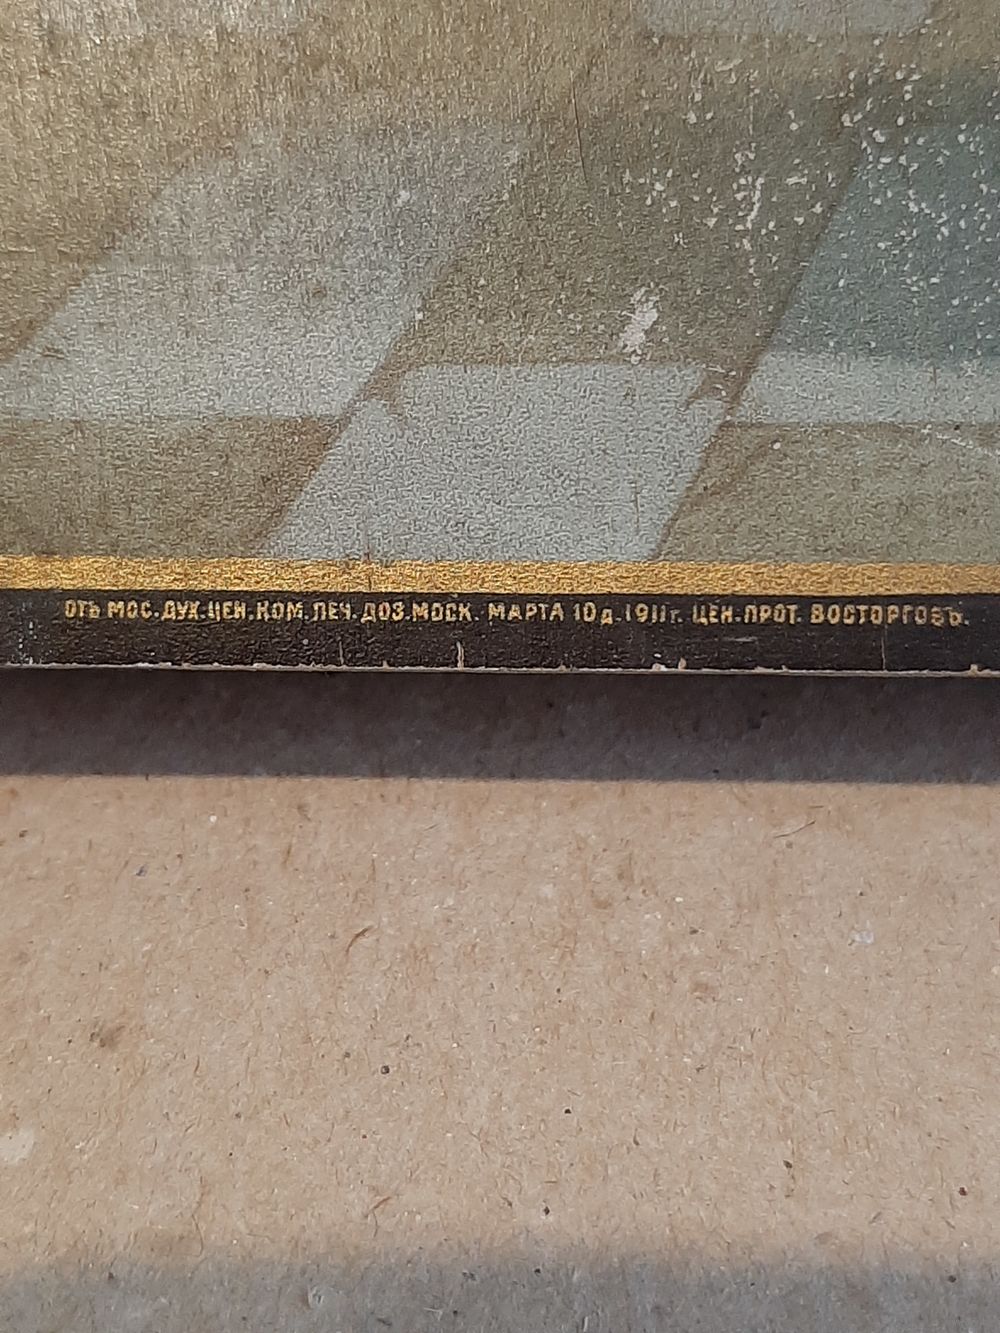 ОТЪ МОС.ДУХ.ЦЕН.КОМ.ПЕЧ.ДОЗ.МОСК. МАРТА 10 д. 1911 г. ЦЕН.ПРОТ. ВОСТОРГОВЪ.